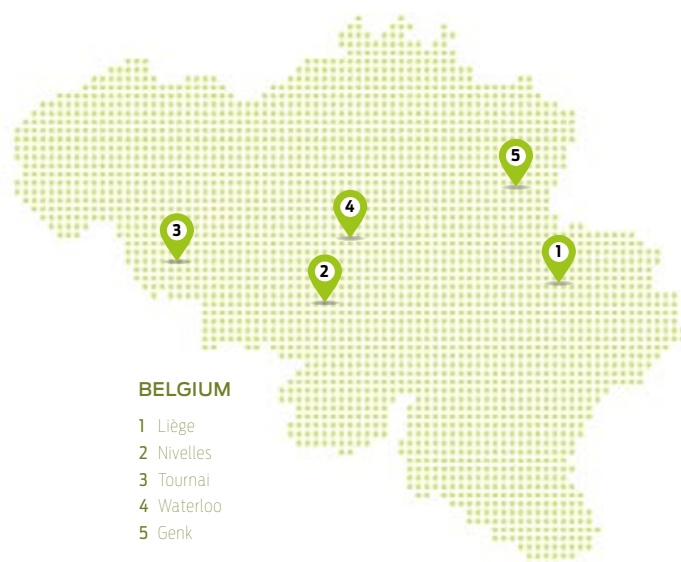 5
4
3
1
2
BELGIUM
1 Liège
2 Nivelles
3 Tournai
4 Waterloo
5 Genk